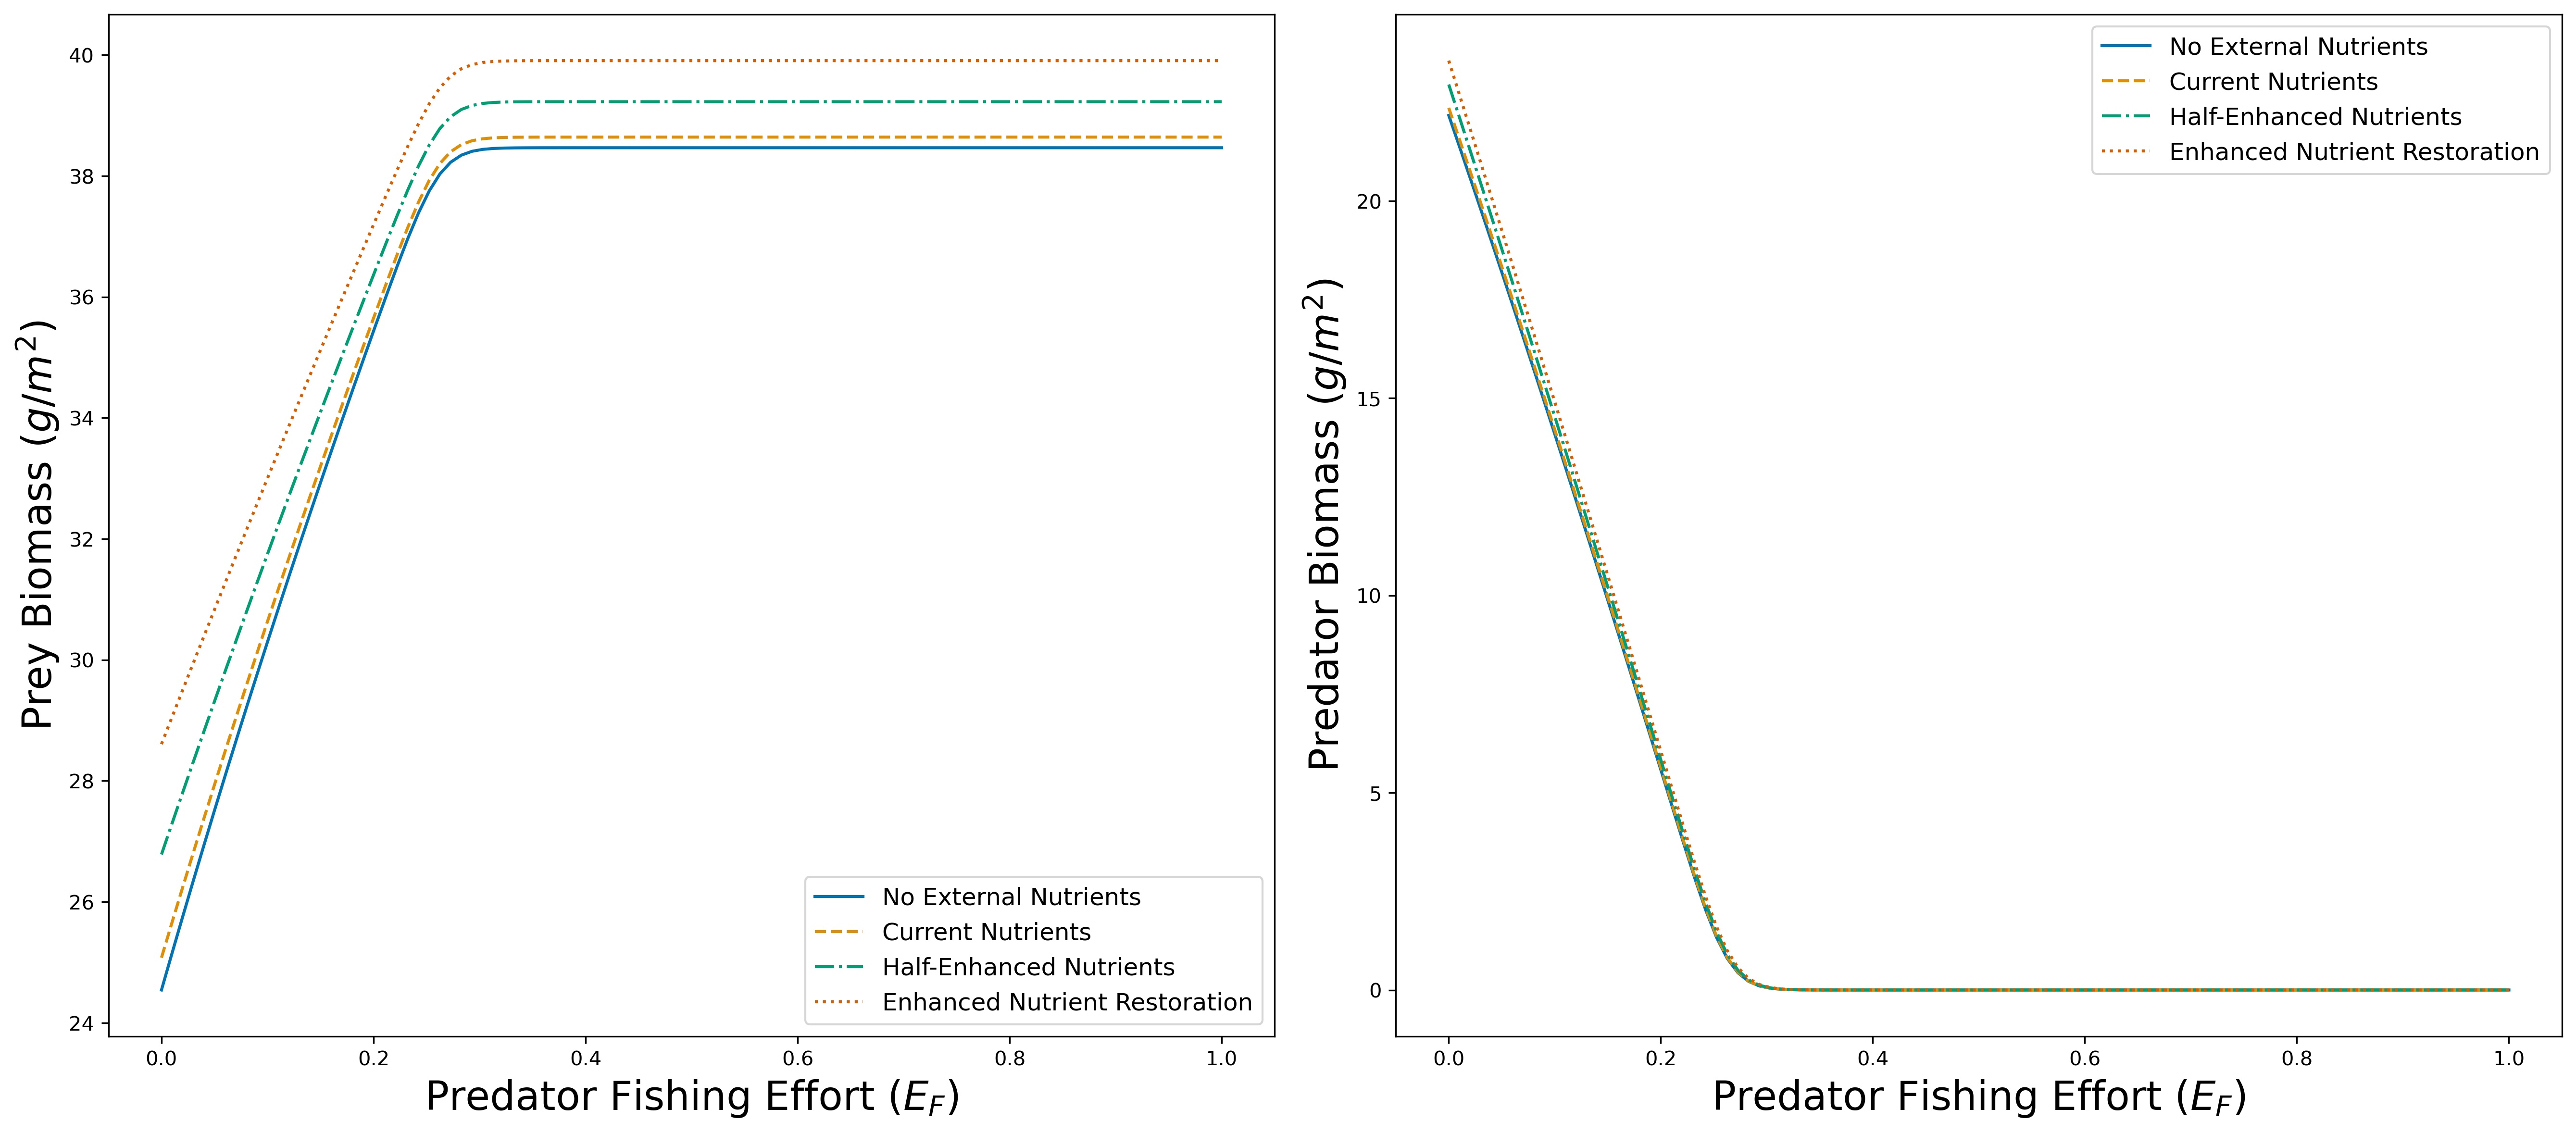 Prey Biomass (g/m²)
40
38
36
34
32
30
28
26
24
No External Nutrients
Current Nutrients
Half-Enhanced Nutrients
Enhanced Nutrient Restoration
0.0 0.2 0.4 0.6 0.8 1.0
Predator Fishing Effort (E_F)
Predator Biomass (g/m²)
20
15
10
5
0
No External Nutrients
Current Nutrients
Half-Enhanced Nutrients
Enhanced Nutrient Restoration
0.0 0.2 0.4 0.6 0.8 1.0
Predator Fishing Effort (E_F)